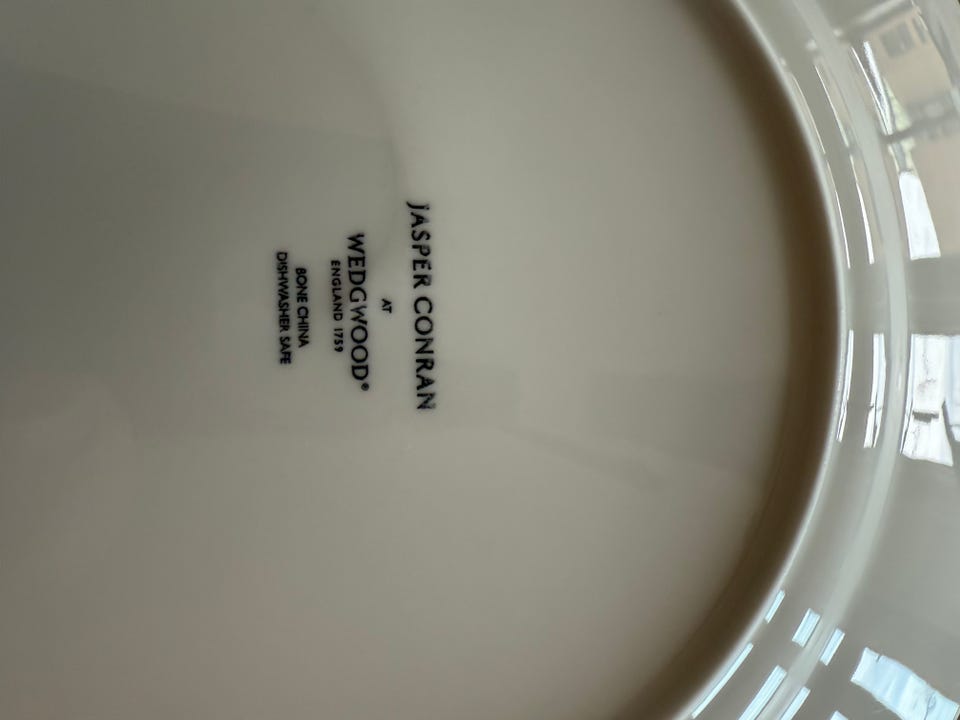 JASPER CONRAN
AT
WEDGWOOD®
ENGLAND 1759
BONE CHINA
DISHWASHER SAFE